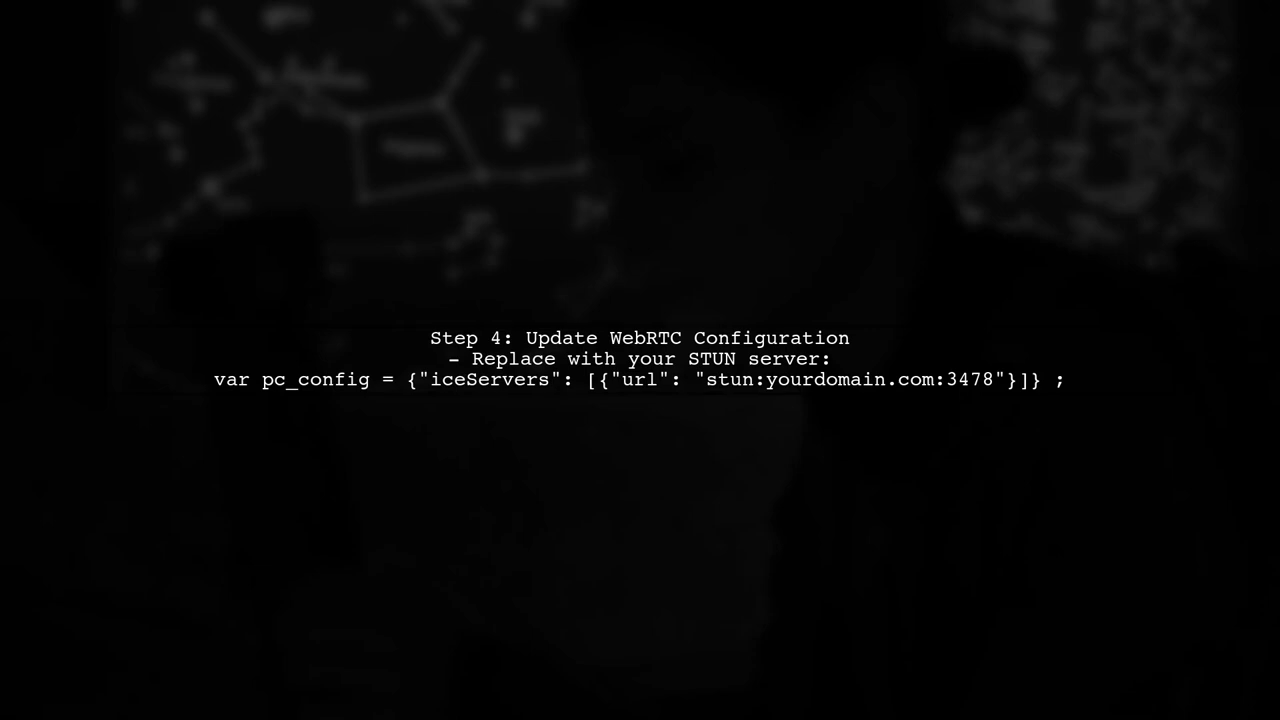 Step 4: Update WebRTC Configuration
– Replace with your STUN server:
var pc_config = {"iceServers": [{"url": "stun:yourdomain.com:3478"}]} ;